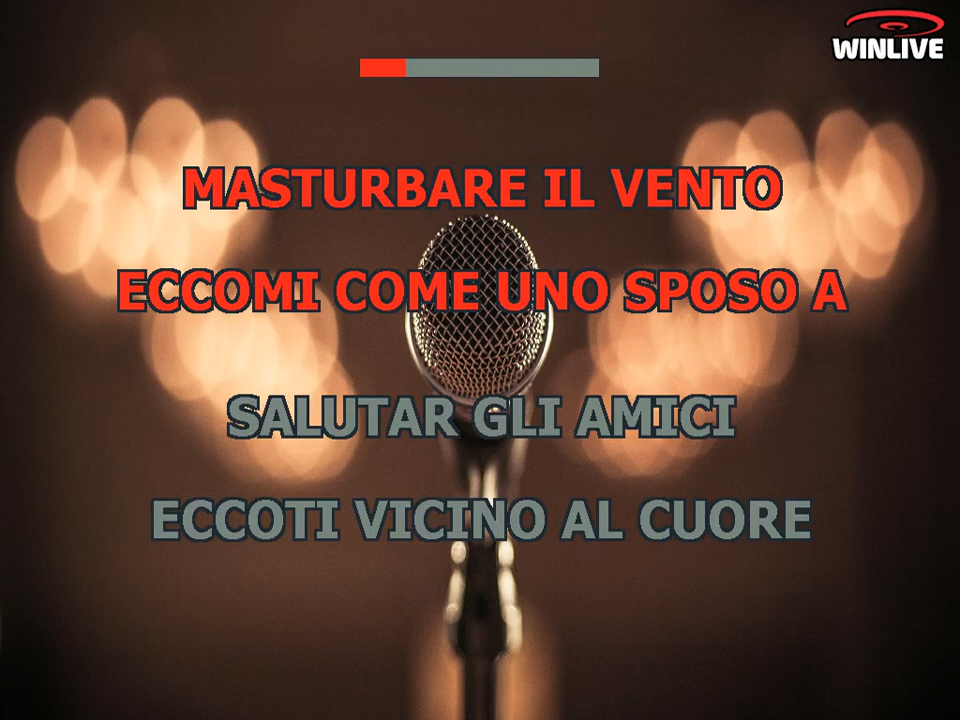 WINLIVE
MASTURBARE IL VENTO
ECCOMI COME UNO SPOSO A
SALUTAR GLI AMICI
ECCOTI VICINO AL CUORE